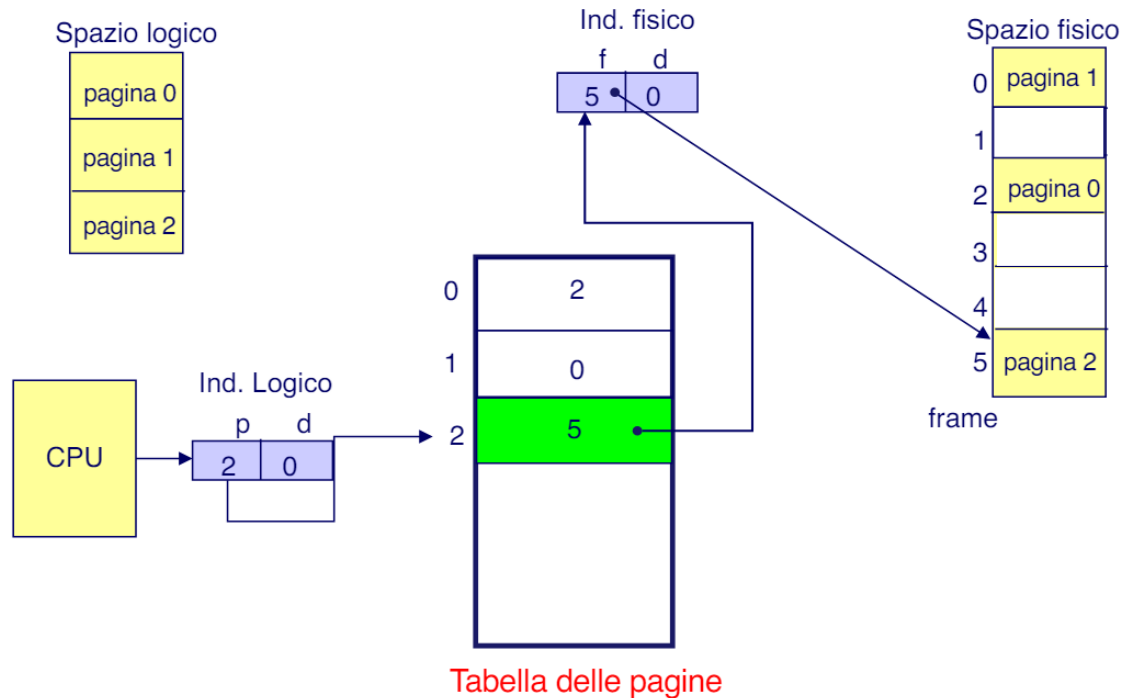 Spazio logico
pagina 0
pagina 1
pagina 2
Ind. fisico
f d
5 0
Spazio fisico
0 pagina 1
1
2 pagina 0
3
4
5 pagina 2
frame
CPU
Ind. Logico
p d
2 0
0 2
1 0
2 5
Tabella delle pagine